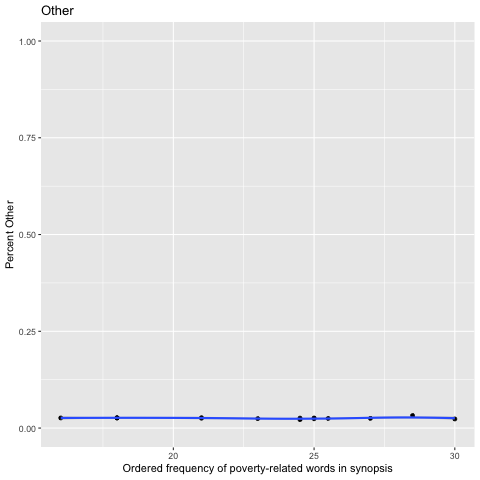 Other
1.00
0.75
0.50
0.25
0.00
Percent Other
20 25 30
Ordered frequency of poverty-related words in synopsis